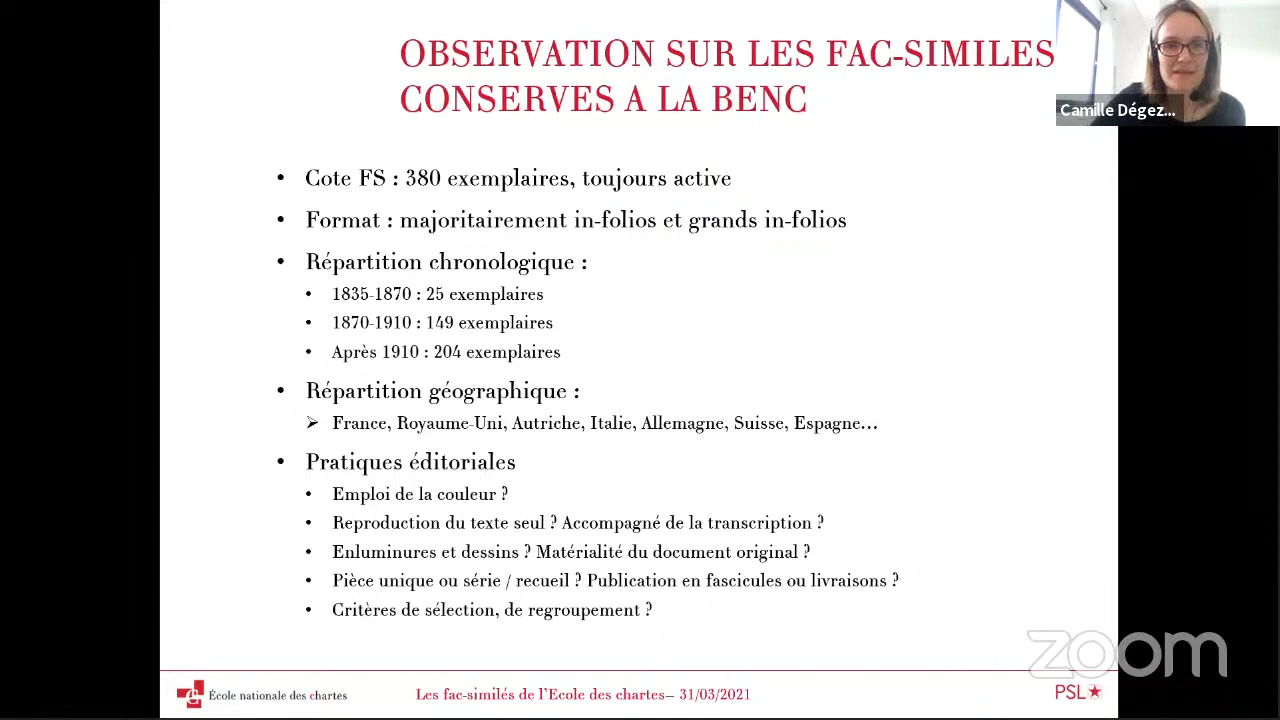 OBSERVATION SUR LES FAC-SIMILES
CONSERVES A LA BENC
Camille Dégez...
• Cote FS : 380 exemplaires, toujours active
• Format : majoritairement in-folios et grands in-folios
• Répartition chronologique :
• 1835-1870 : 25 exemplaires
• 1870-1910 : 149 exemplaires
• Après 1910 : 204 exemplaires
• Répartition géographique :
➢ France, Royaume-Uni, Autriche, Italie, Allemagne, Suisse, Espagne…
• Pratiques éditoriales
• Emploi de la couleur ?
• Reproduction du texte seul ? Accompagné de la transcription ?
• Enluminures et dessins ? Matérialité du document original ?
• Pièce unique ou série / recueil ? Publication en fascicules ou livraisons ?
• Critères de sélection, de regroupement ?
zoom
École nationale des chartes
Les fac-similés de l'Ecole des chartes– 31/03/2021
PSL★